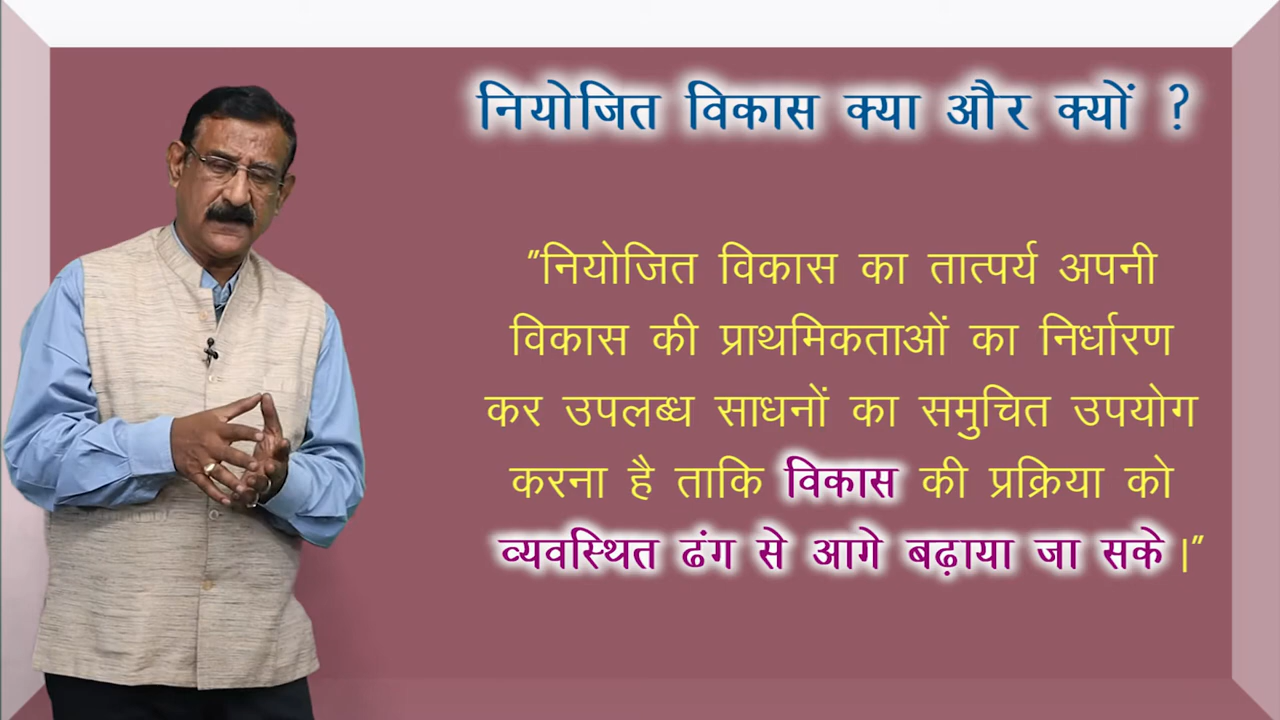 नियोजित विकास क्या और क्यों ?
"नियोजित विकास का तात्पर्य अपनी
विकास की प्राथमिकताओं का निर्धारण
कर उपलब्ध साधनों का समुचित उपयोग
करना है ताकि विकास की प्रक्रिया को
व्यवस्थित ढंग से आगे बढ़ाया जा सके।"